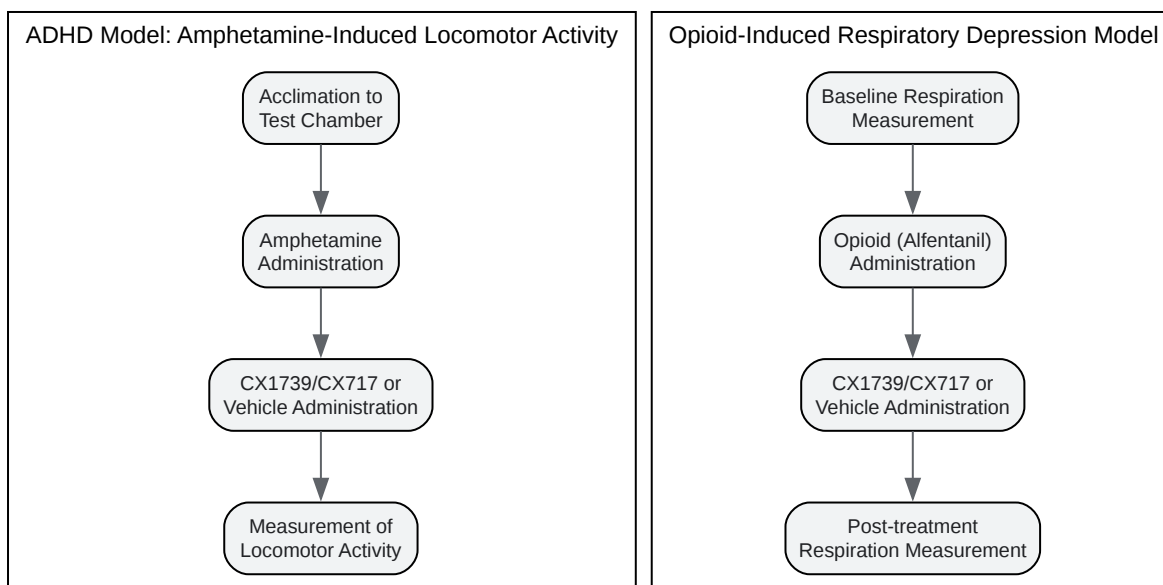 ADHD Model: Amphetamine-Induced Locomotor Activity
Acclimation to
Test Chamber
Amphetamine
Administration
CX1739/CX717 or
Vehicle Administration
Measurement of
Locomotor Activity
Opioid-Induced Respiratory Depression Model
Baseline Respiration
Measurement
Opioid (Alfentanil)
Administration
CX1739/CX717 or
Vehicle Administration
Post-treatment
Respiration Measurement